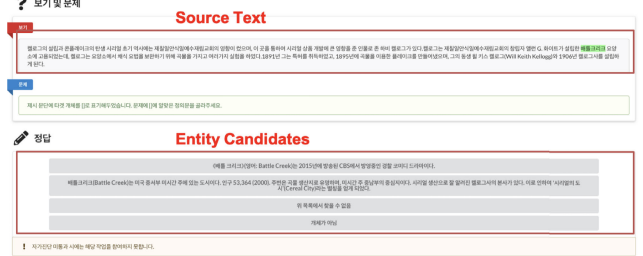 보기 및 문제
Source Text
보기
켈로그의 설립과 콘플레이크의 탄생 시리얼 초기 역사에는 제칠일안식일예수재림교회의 영향이 컸으며, 이 곳을 통하여 시리얼 상품 개발에 큰 영향을 준 인물로 존 하비 켈로그가 있다.켈로그는 제칠일안식일예수재림교회의 창립자 엘런 G. 화이트가 설립한 배틀크리크 요양
소에 고용되었는데, 켈로그는 요양소에서 채식 요법을 보완하기 위해 곡물을 가지고 여러가지 실험을 하였다.1891년 그는 특허를 취득하였고, 1895년에 곡물을 이용한 플레이크를 만들어냈으며, 그의 동생 윌 키스 켈로그(Will Keith Kellogg)와 1906년 켈로그사를 설립하
게 된다.
문제
제시 문단에 타겟 개체를 []로 표기해두었습니다. 문제에 []에 알맞은 정의문을 골라주세요.
정답
Entity Candidates
《배틀 크리크》(영어: Battle Creek)는 2015년에 방송된 CBS에서 방영중인 경찰 코미디 드라마이다.
배틀크리크(Battle Creek)는 미국 중서부 미시간 주에 있는 도시이다. 인구 53,364 (2000). 주변은 곡물 생산지로 유명하며, 미시간 주 중남부의 중심지이다. 시리얼 생산으로 잘 알려진 켈로그사의 본사가 있다. 이로 인하여 '시리얼의 도
시'(Cereal City)라는 별칭을 얻게 되었다.
위 목록에서 찾을 수 없음
개체가 아님
자가진단 미통과 시에는 해당 작업을 참여하지 못합니다.